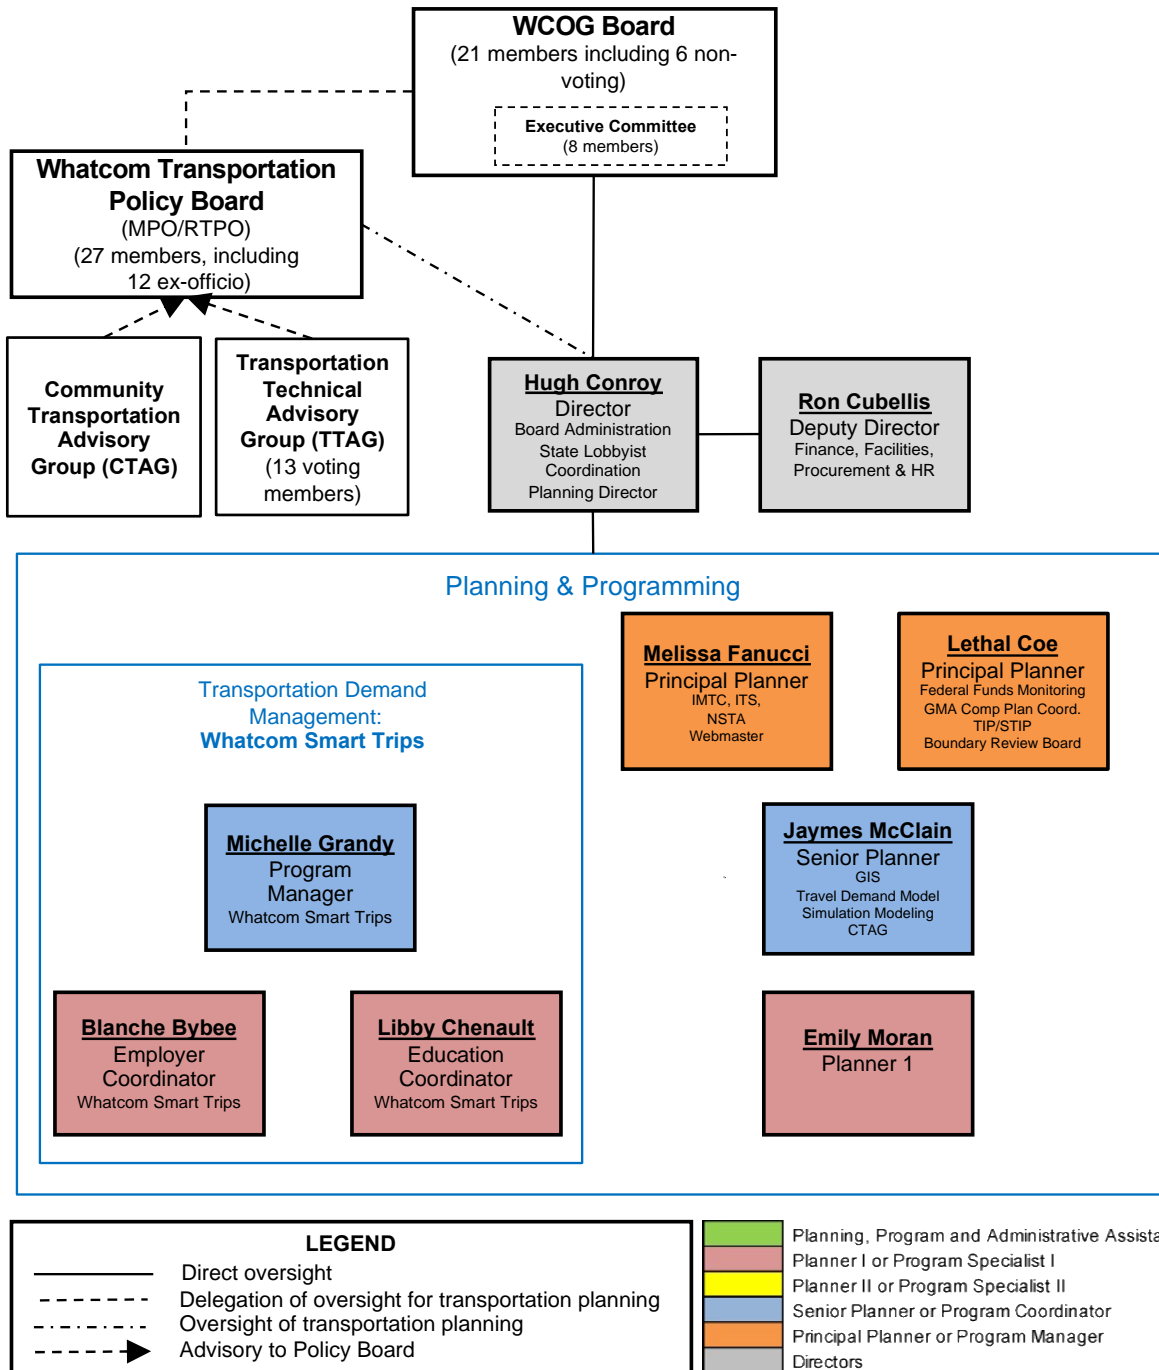 WCOG Board
(21 members including 6 non-
voting)
Executive Committee
(8 members)
Whatcom Transportation
Policy Board
(MPO/RTPO)
(27 members, including
12 ex-officio)
Community
Transportation
Advisory
Group (CTAG)
Transportation
Technical
Advisory
Group (TTAG)
(13 voting
members)
Hugh Conroy
Director
Board Administration
State Lobbyist
Coordination
Planning Director
Ron Cubellis
Deputy Director
Finance, Facilities,
Procurement & HR
Planning & Programming
Transportation Demand
Management:
Whatcom Smart Trips
Melissa Fanucci
Principal Planner
IMTC, ITS,
NSTA
Webmaster
Lethal Coe
Principal Planner
Federal Funds Monitoring
GMA Comp Plan Coord.
TIP/STIP
Boundary Review Board
Michelle Grandy
Program
Manager
Whatcom Smart Trips
Jaymes McClain
Senior Planner
GIS
Travel Demand Model
Simulation Modeling
CTAG
Blanche Bybee
Employer
Coordinator
Whatcom Smart Trips
Libby Chenault
Education
Coordinator
Whatcom Smart Trips
Emily Moran
Planner 1
LEGEND
Direct oversight
Delegation of oversight for transportation planning
Oversight of transportation planning
Advisory to Policy Board
Planning, Program and Administrative Assista
Planner I or Program Specialist I
Planner II or Program Specialist II
Senior Planner or Program Coordinator
Principal Planner or Program Manager
Directors